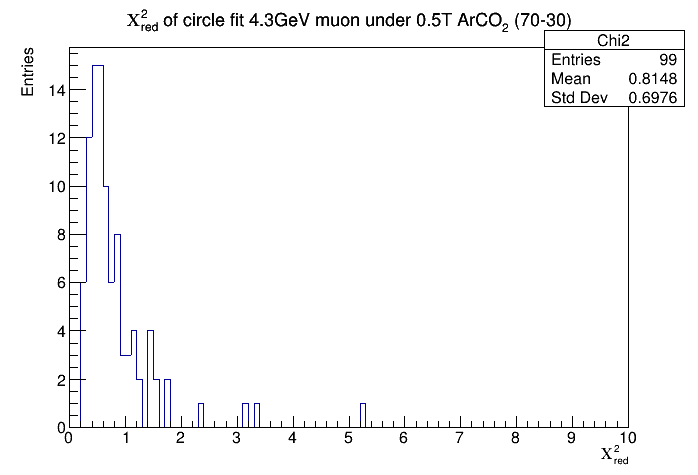 X²red of circle fit 4.3GeV muon under 0.5T ArCO₂ (70-30)
Chi2
Entries 99
Mean 0.8148
Std Dev 0.6976
Entries
14
12
10
8
6
4
2
0
0 1 2 3 4 5 6 7 8 9 10
X²red